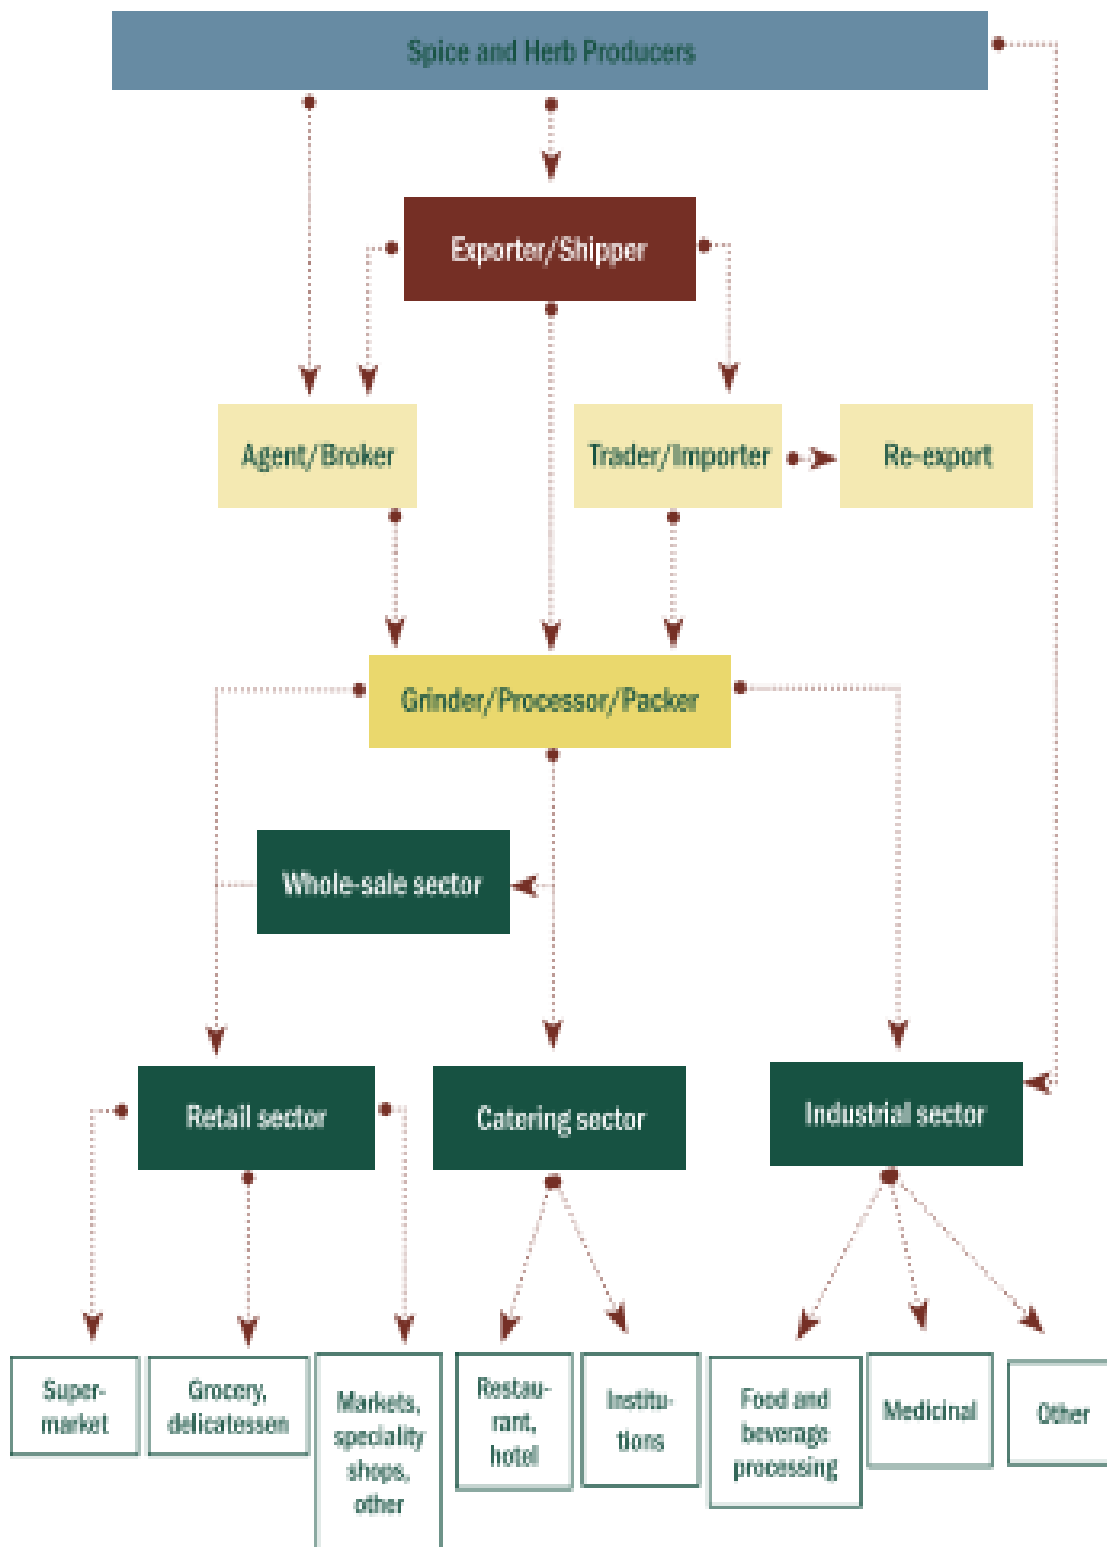 Spice and Herb Producers
Exporter/Shipper
Agent/Broker
Trader/Importer
Re-export
Grinder/Processor/Packer
Whole-sale sector
Retail sector
Catering sector
Industrial sector
Super-
market
Grocery,
delicatessen
Markets,
speciality
shops,
other
Restau-
rant,
hotel
Institu-
tions
Food and
beverage
processing
Medicinal
Other